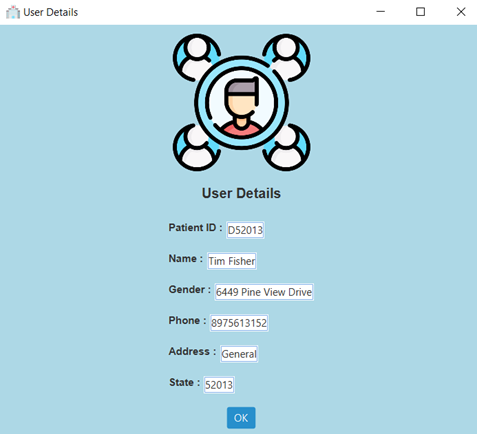 User Details
User Details
Patient ID : D52013
Name : Tim Fisher
Gender : 6449 Pine View Drive
Phone : 8975613152
Address : General
State : 52013
OK